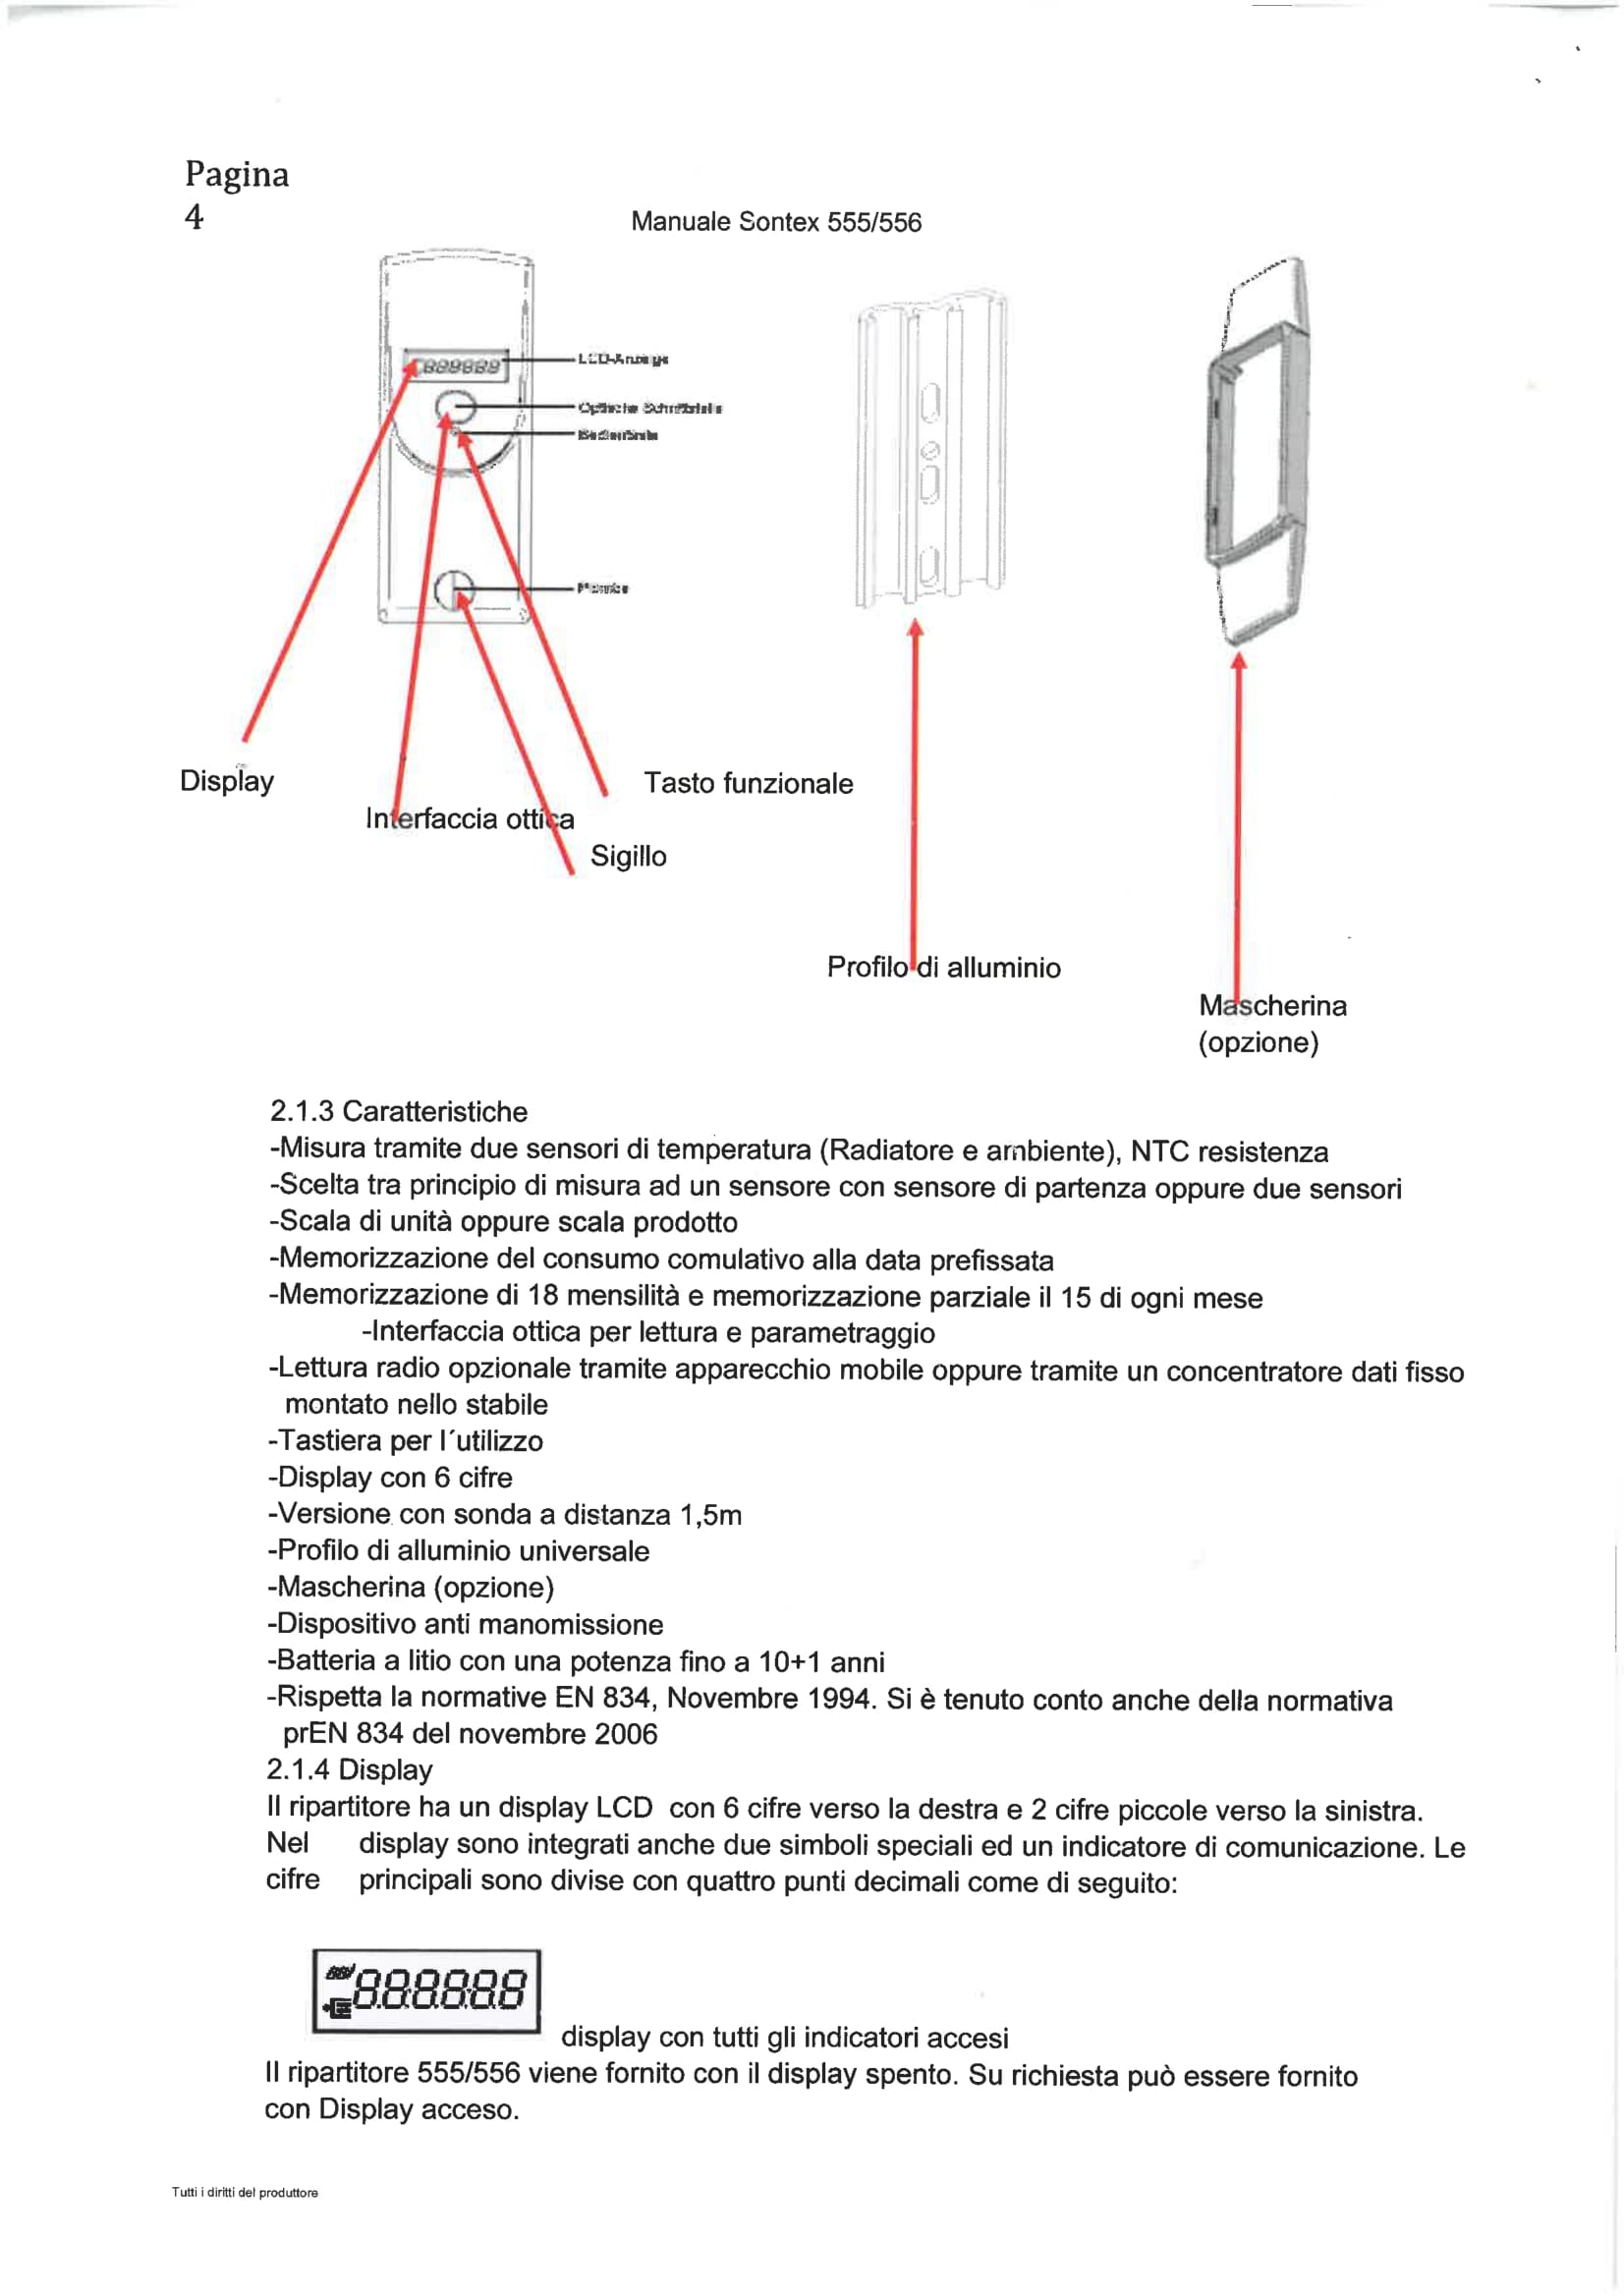 Pagina
4
Manuale Sontex 555/556
LCD-Anzeige
Optische Schnittstelle
Plombe
Display
Tasto funzionale
Interfaccia ottica
Sigillo
Profilo di alluminio
Mascherina
(opzione)
2.1.3 Caratteristiche
-Misura tramite due sensori di temperatura (Radiatore e ambiente), NTC resistenza
-Scelta tra principio di misura ad un sensore con sensore di partenza oppure due sensori
-Scala di unità oppure scala prodotto
-Memorizzazione del consumo comulativo alla data prefissata
-Memorizzazione di 18 mensilità e memorizzazione parziale il 15 di ogni mese
-Interfaccia ottica per lettura e parametraggio
-Lettura radio opzionale tramite apparecchio mobile oppure tramite un concentratore dati fisso
montato nello stabile
-Tastiera per l´utilizzo
-Display con 6 cifre
-Versione con sonda a distanza 1,5m
-Profilo di alluminio universale
-Mascherina (opzione)
-Dispositivo anti manomissione
-Batteria a litio con una potenza fino a 10+1 anni
-Rispetta la normative EN 834, Novembre 1994. Si è tenuto conto anche della normativa
prEN 834 del novembre 2006
2.1.4 Display
Il ripartitore ha un display LCD con 6 cifre verso la destra e 2 cifre piccole verso la sinistra.
Nel display sono integrati anche due simboli speciali ed un indicatore di comunicazione. Le
cifre principali sono divise con quattro punti decimali come di seguito:
8.8.8.8.8.8
display con tutti gli indicatori accesi
Il ripartitore 555/556 viene fornito con il display spento. Su richiesta può essere fornito
con Display acceso.
Tutti i diritti del produttore